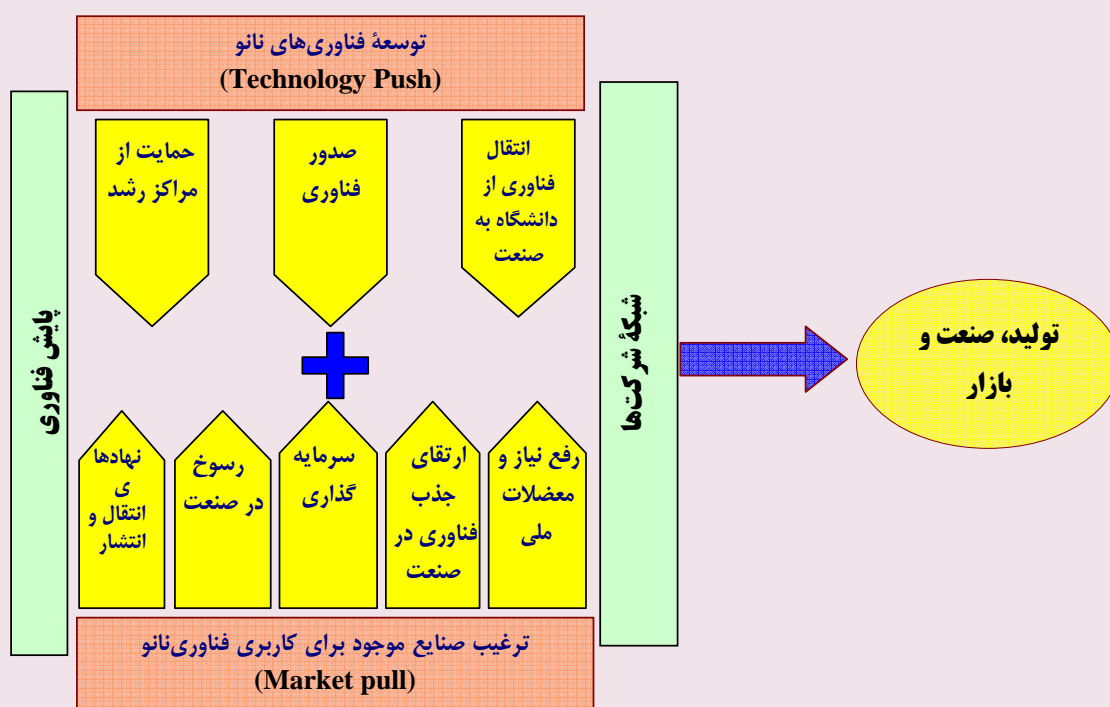 توسعهٔ فناوری‌های نانو
(Technology Push)
انتقال
فناوری از
دانشگاه به
صنعت
صدور
فناوری
حمایت از
مراکز رشد
رفع نیاز و
معضلات
ملی
ارتقای
جذب
فناوری در
صنعت
سرمایه
گذاری
رسوخ
در صنعت
نهادها
ی
انتقال و
انتشار
ترغیب صنایع موجود برای کاربری فناوری‌نانو
(Market pull)
شبکهٔ شرکت‌ها
پایش فناوری
تولید، صنعت و
بازار